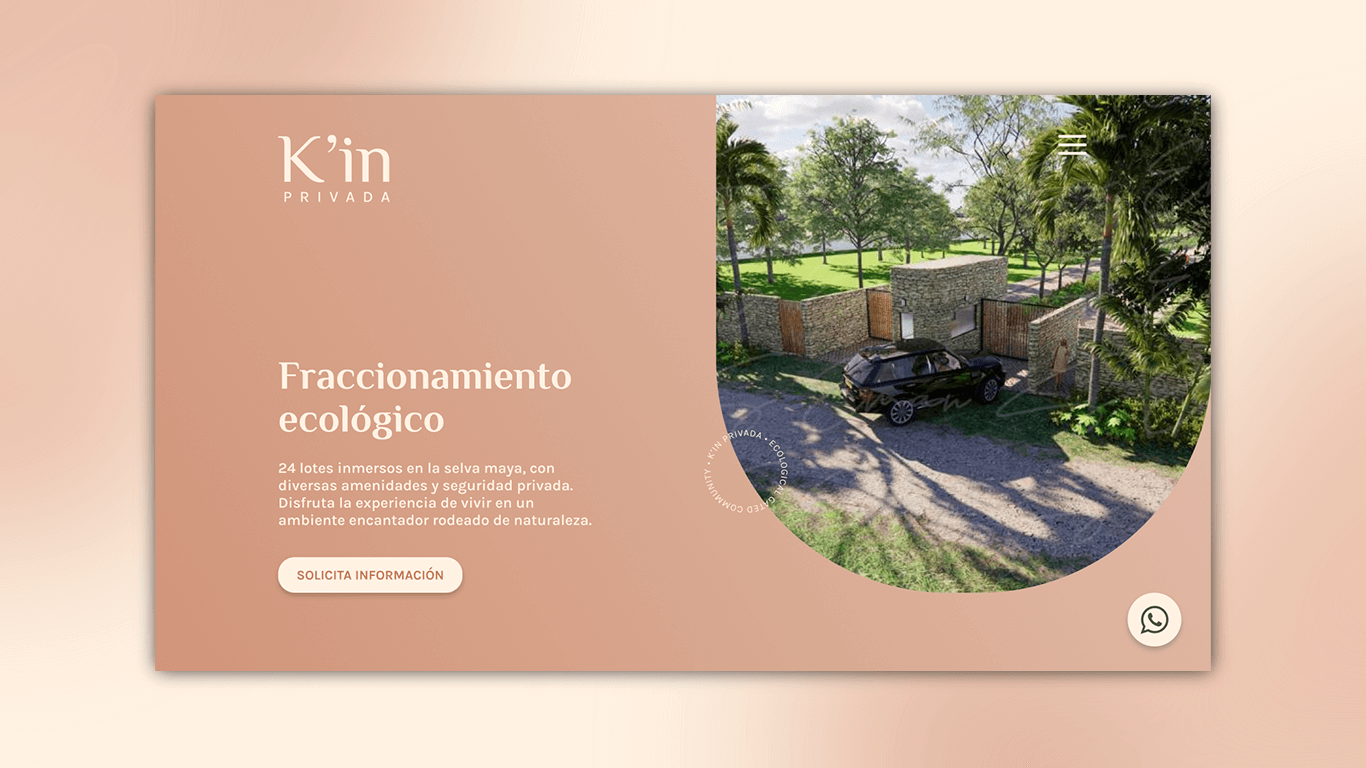 K'in
PRIVADA
Fraccionamiento
ecológico
24 lotes inmersos en la selva maya, con
diversas amenidades y seguridad privada.
Disfruta la experiencia de vivir en un
ambiente encantador rodeado de naturaleza.
SOLICITA INFORMACIÓN
K'IN PRIVADA • ECOLOGICAL GATED COMMUNITY •